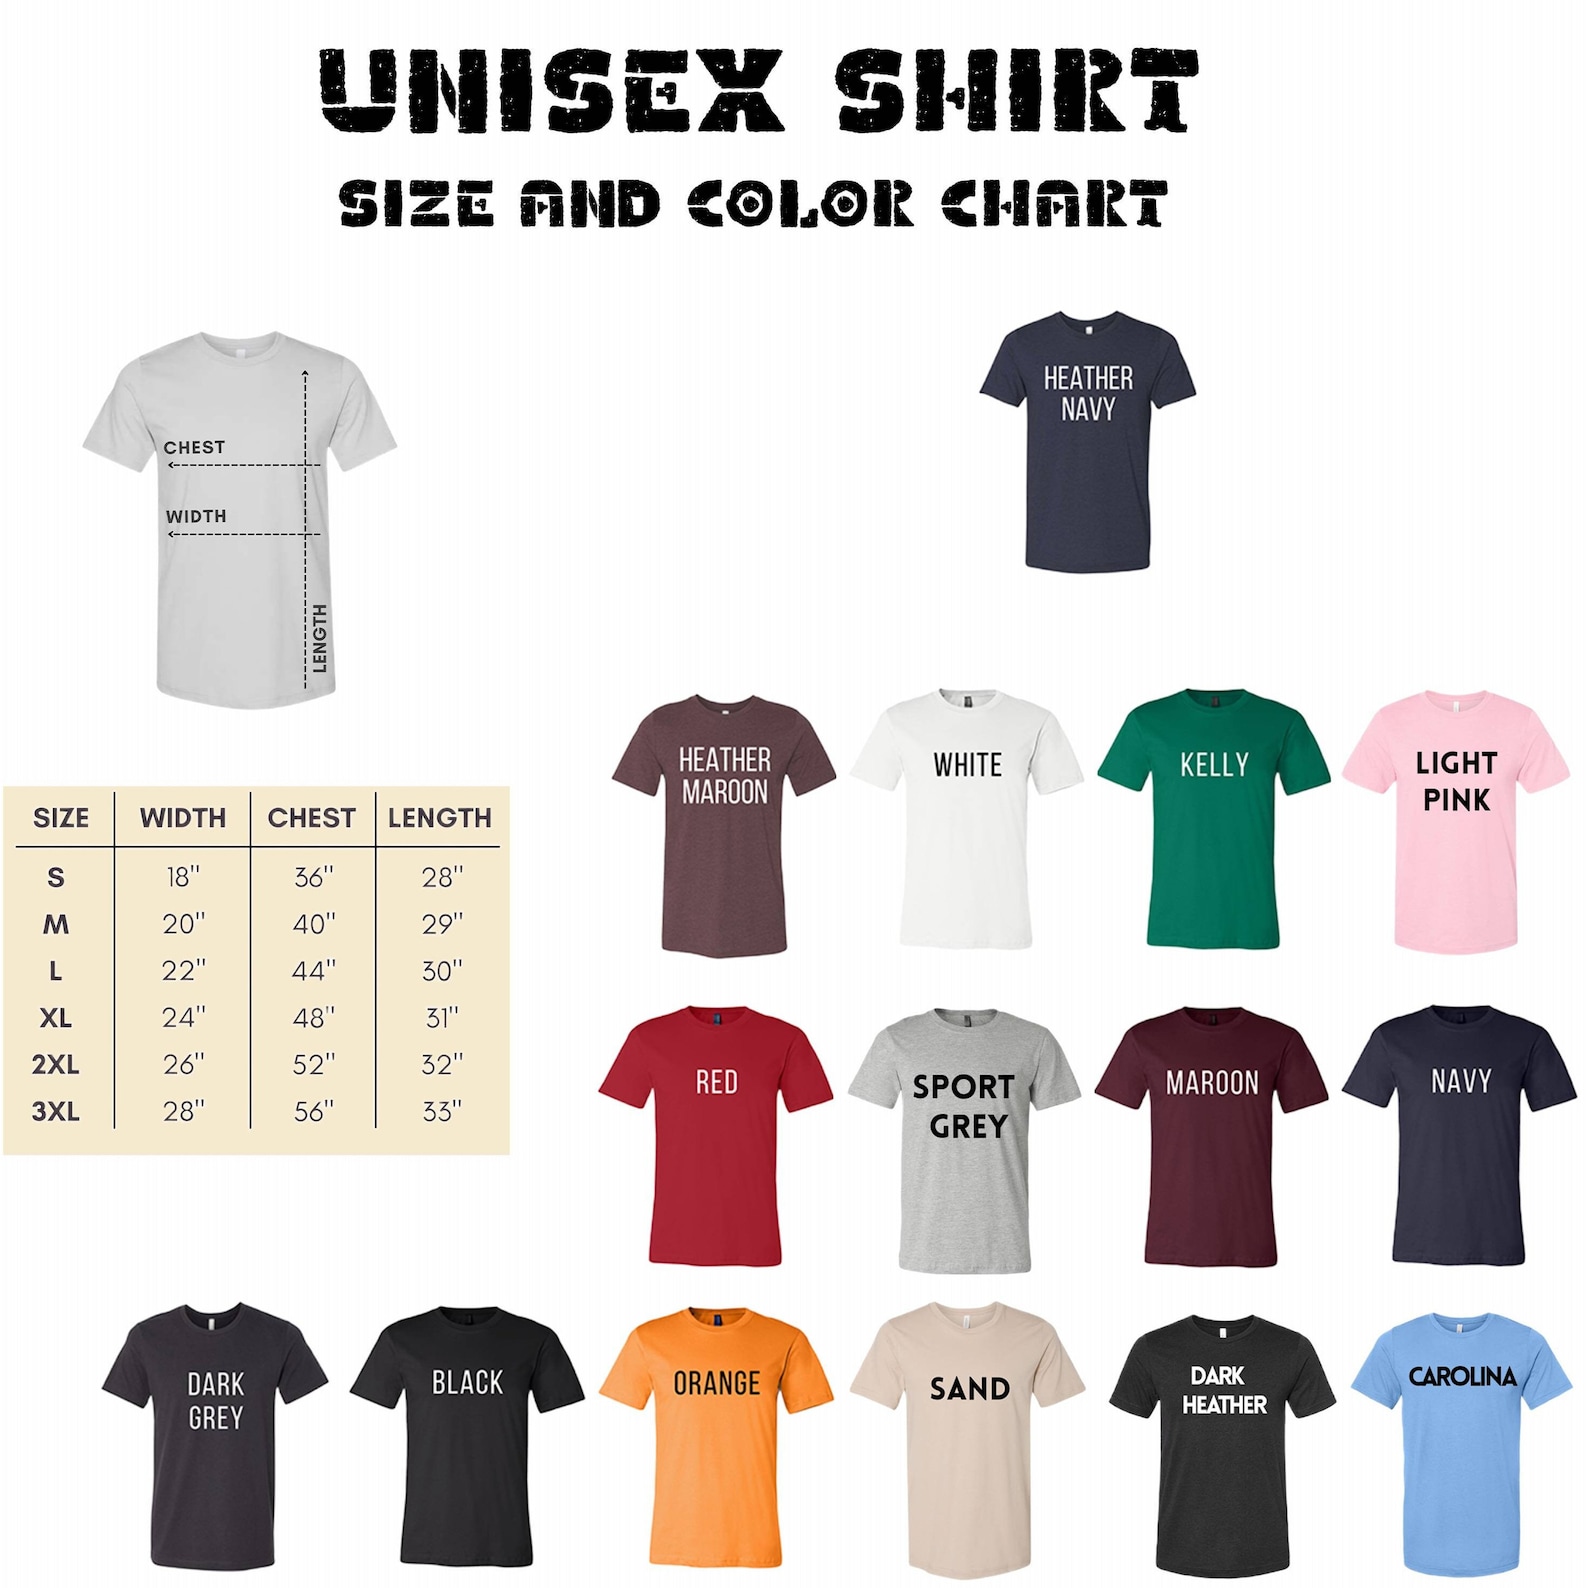 UNISEX SHIRT
SIZE AND COLOR CHART
CHEST
WIDTH
LENGTH
HEATHER
NAVY
SIZE WIDTH CHEST LENGTH
S 18" 36" 28"
M 20" 40" 29"
L 22" 44" 30"
XL 24" 48" 31"
2XL 26" 52" 32"
3XL 28" 56" 33"
HEATHER
MAROON
WHITE
KELLY
LIGHT
PINK
RED
SPORT
GREY
MAROON
NAVY
DARK
GREY
BLACK
ORANGE
SAND
DARK
HEATHER
CAROLINA